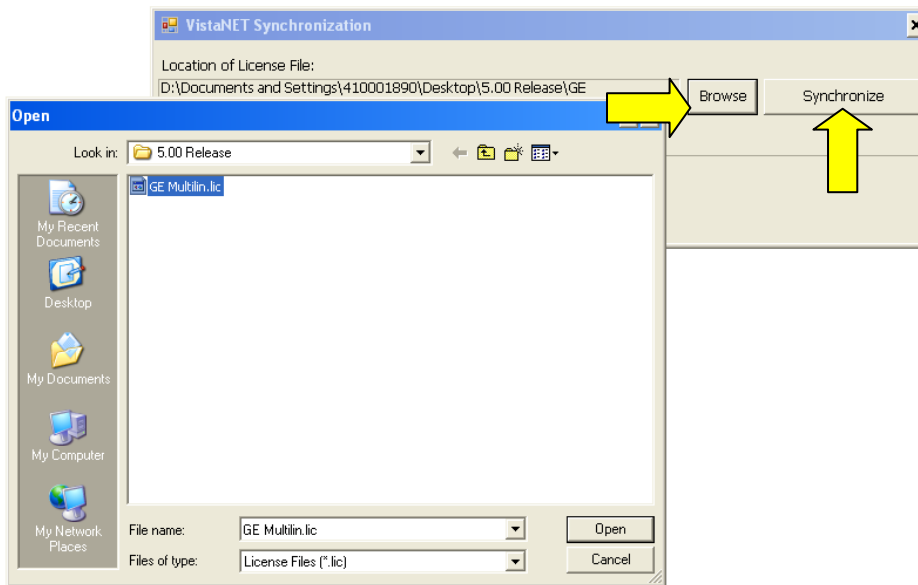 VistaNET Synchronization
Location of License File:
D:\Documents and Settings\410001890\Desktop\5.00 Release\GE
Browse
Synchronize
Open
Look in:
5.00 Release
GE Multilin.lic
My Recent
Documents
Desktop
My Documents
My Computer
My Network
Places
File name:
GE Multilin.lic
Open
Files of type:
License Files (*.lic)
Cancel